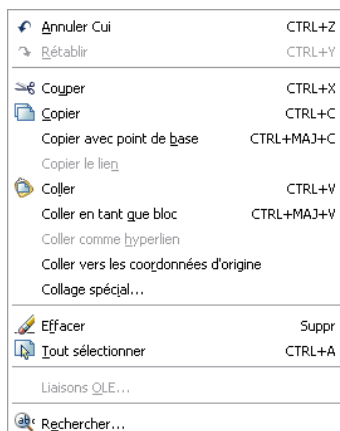 Annuler Cui CTRL+Z
Rétablir CTRL+Y
Couper CTRL+X
Copier CTRL+C
Copier avec point de base CTRL+MAJ+C
Copier le lien
Coller CTRL+V
Coller en tant que bloc CTRL+MAJ+V
Coller comme hyperlien
Coller vers les coordonnées d'origine
Collage spécial...
Effacer Suppr
Tout sélectionner CTRL+A
Liaisons OLE...
Rechercher...